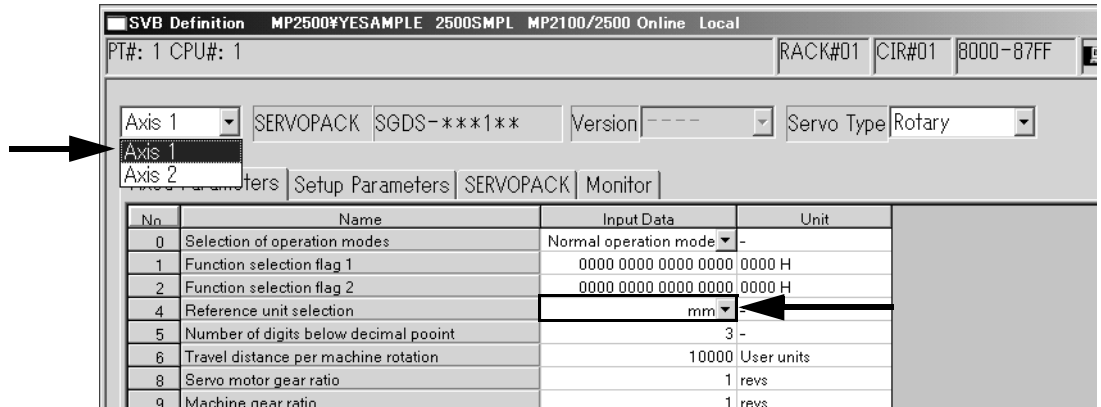 SVB Definition MP2500¥YESAMPLE 2500SMPL MP2100/2500 Online Local
PT#: 1 CPU#: 1 RACK#01 CIR#01 8000-87FF
Axis 1 SERVOPACK SGDS-***1** Version ---- Servo Type Rotary
Axis 1
Axis 2
Parameters Setup Parameters SERVOPACK Monitor
No. Name Input Data Unit
0 Selection of operation modes Normal operation mode -
1 Function selection flag 1 0000 0000 0000 0000 0000 H
2 Function selection flag 2 0000 0000 0000 0000 0000 H
4 Reference unit selection mm -
5 Number of digits below decimal pooint 3 -
6 Travel distance per machine rotation 10000 User units
8 Servo motor gear ratio 1 revs
9 Machine gear ratio 1 revs